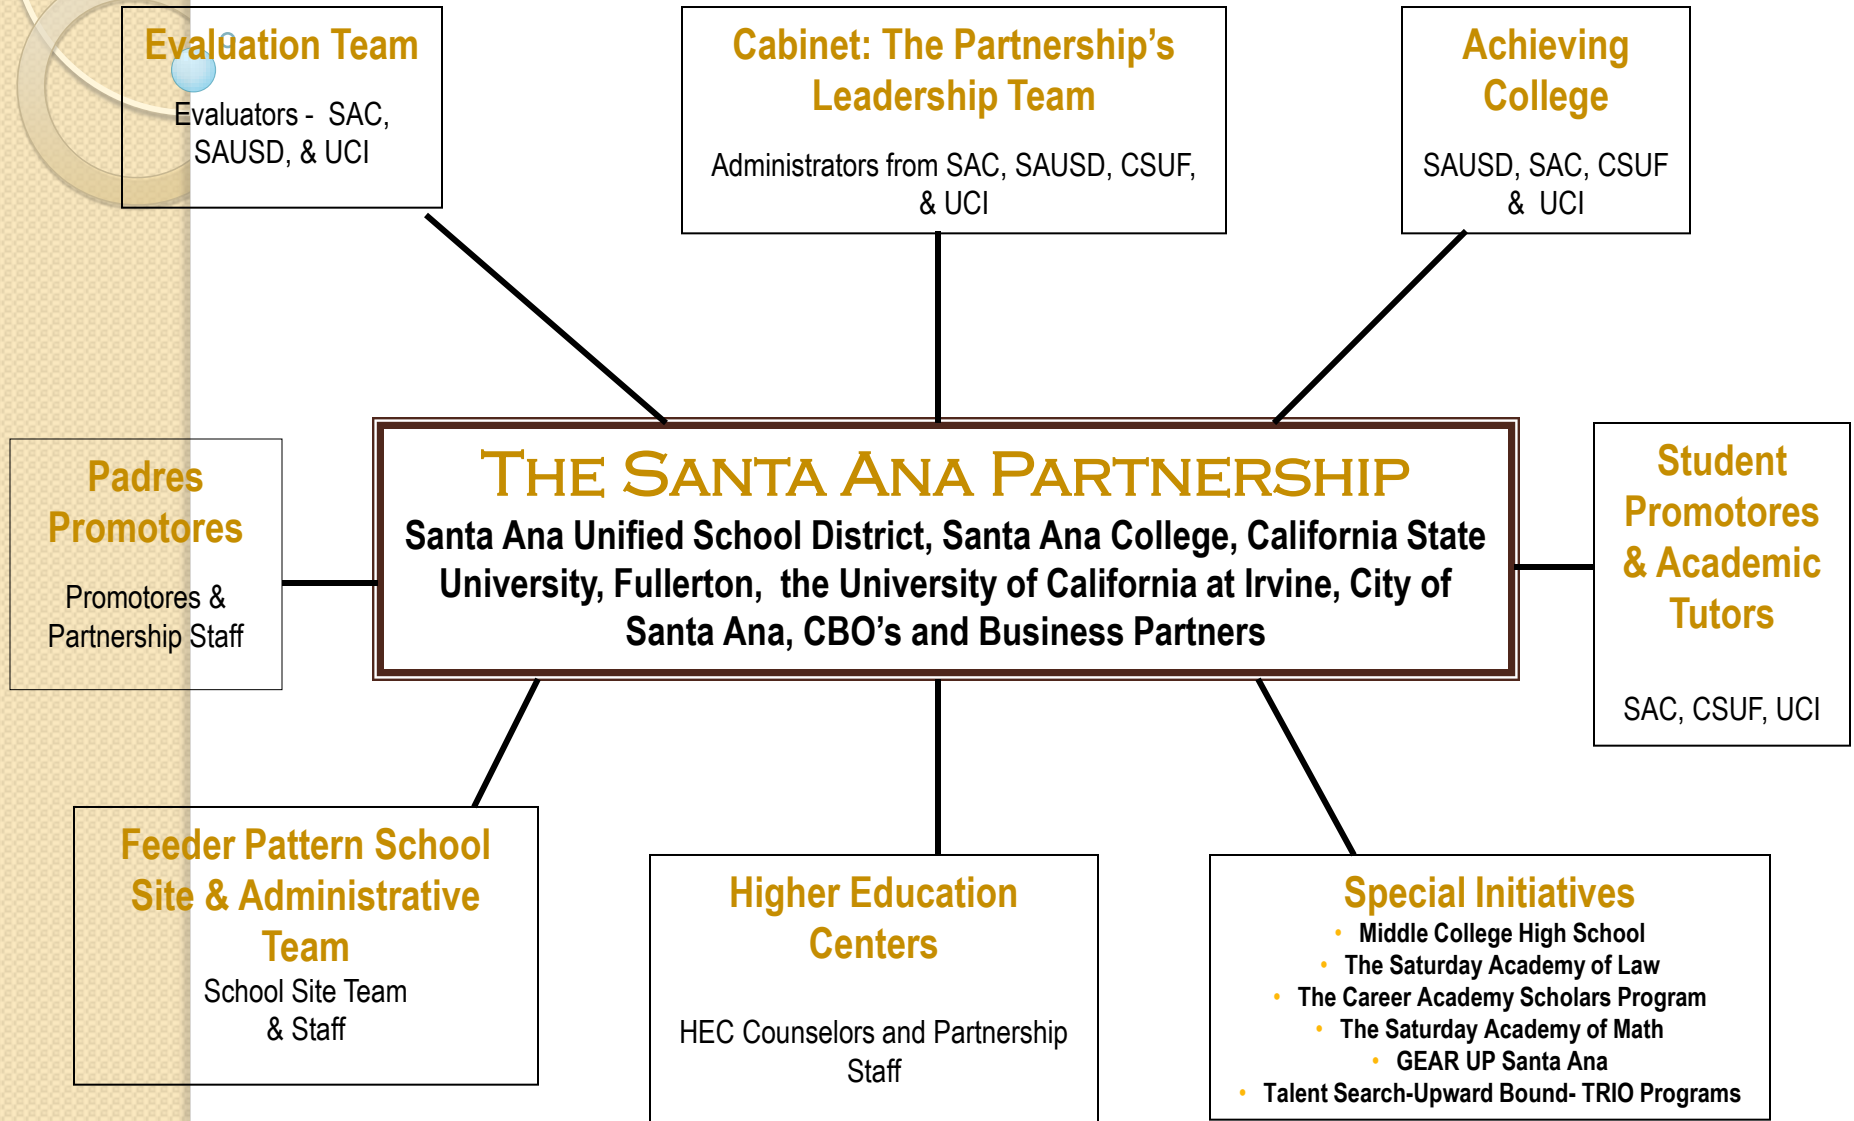 Evaluation Team
Evaluators - SAC,
SAUSD, & UCI
Cabinet: The Partnership’s
Leadership Team
Administrators from SAC, SAUSD, CSUF,
& UCI
Achieving
College
SAUSD, SAC, CSUF
& UCI
Padres
Promotores
Promotores &
Partnership Staff
THE SANTA ANA PARTNERSHIP
Santa Ana Unified School District, Santa Ana College, California State
University, Fullerton, the University of California at Irvine, City of
Santa Ana, CBO’s and Business Partners
Student
Promotores
& Academic
Tutors
SAC, CSUF, UCI
Feeder Pattern School
Site & Administrative
Team
School Site Team
& Staff
Higher Education
Centers
HEC Counselors and Partnership
Staff
Special Initiatives
• Middle College High School
• The Saturday Academy of Law
• The Career Academy Scholars Program
• The Saturday Academy of Math
• GEAR UP Santa Ana
• Talent Search-Upward Bound- TRIO Programs